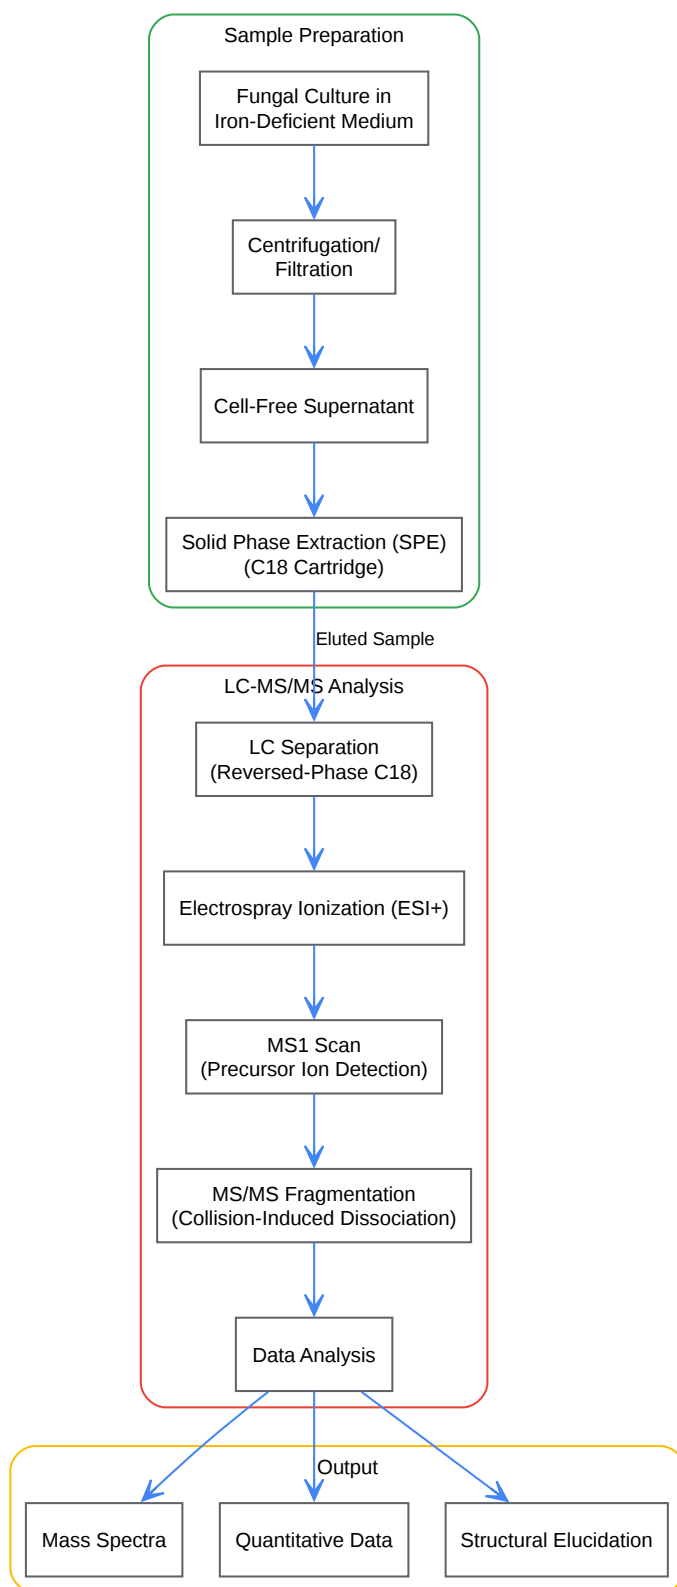 Sample Preparation
Fungal Culture in
Iron-Deficient Medium
Centrifugation/
Filtration
Cell-Free Supernatant
Solid Phase Extraction (SPE)
(C18 Cartridge)
Eluted Sample
LC-MS/MS Analysis
LC Separation
(Reversed-Phase C18)
Electrospray Ionization (ESI+)
MS1 Scan
(Precursor Ion Detection)
MS/MS Fragmentation
(Collision-Induced Dissociation)
Data Analysis
Output
Mass Spectra
Quantitative Data
Structural Elucidation